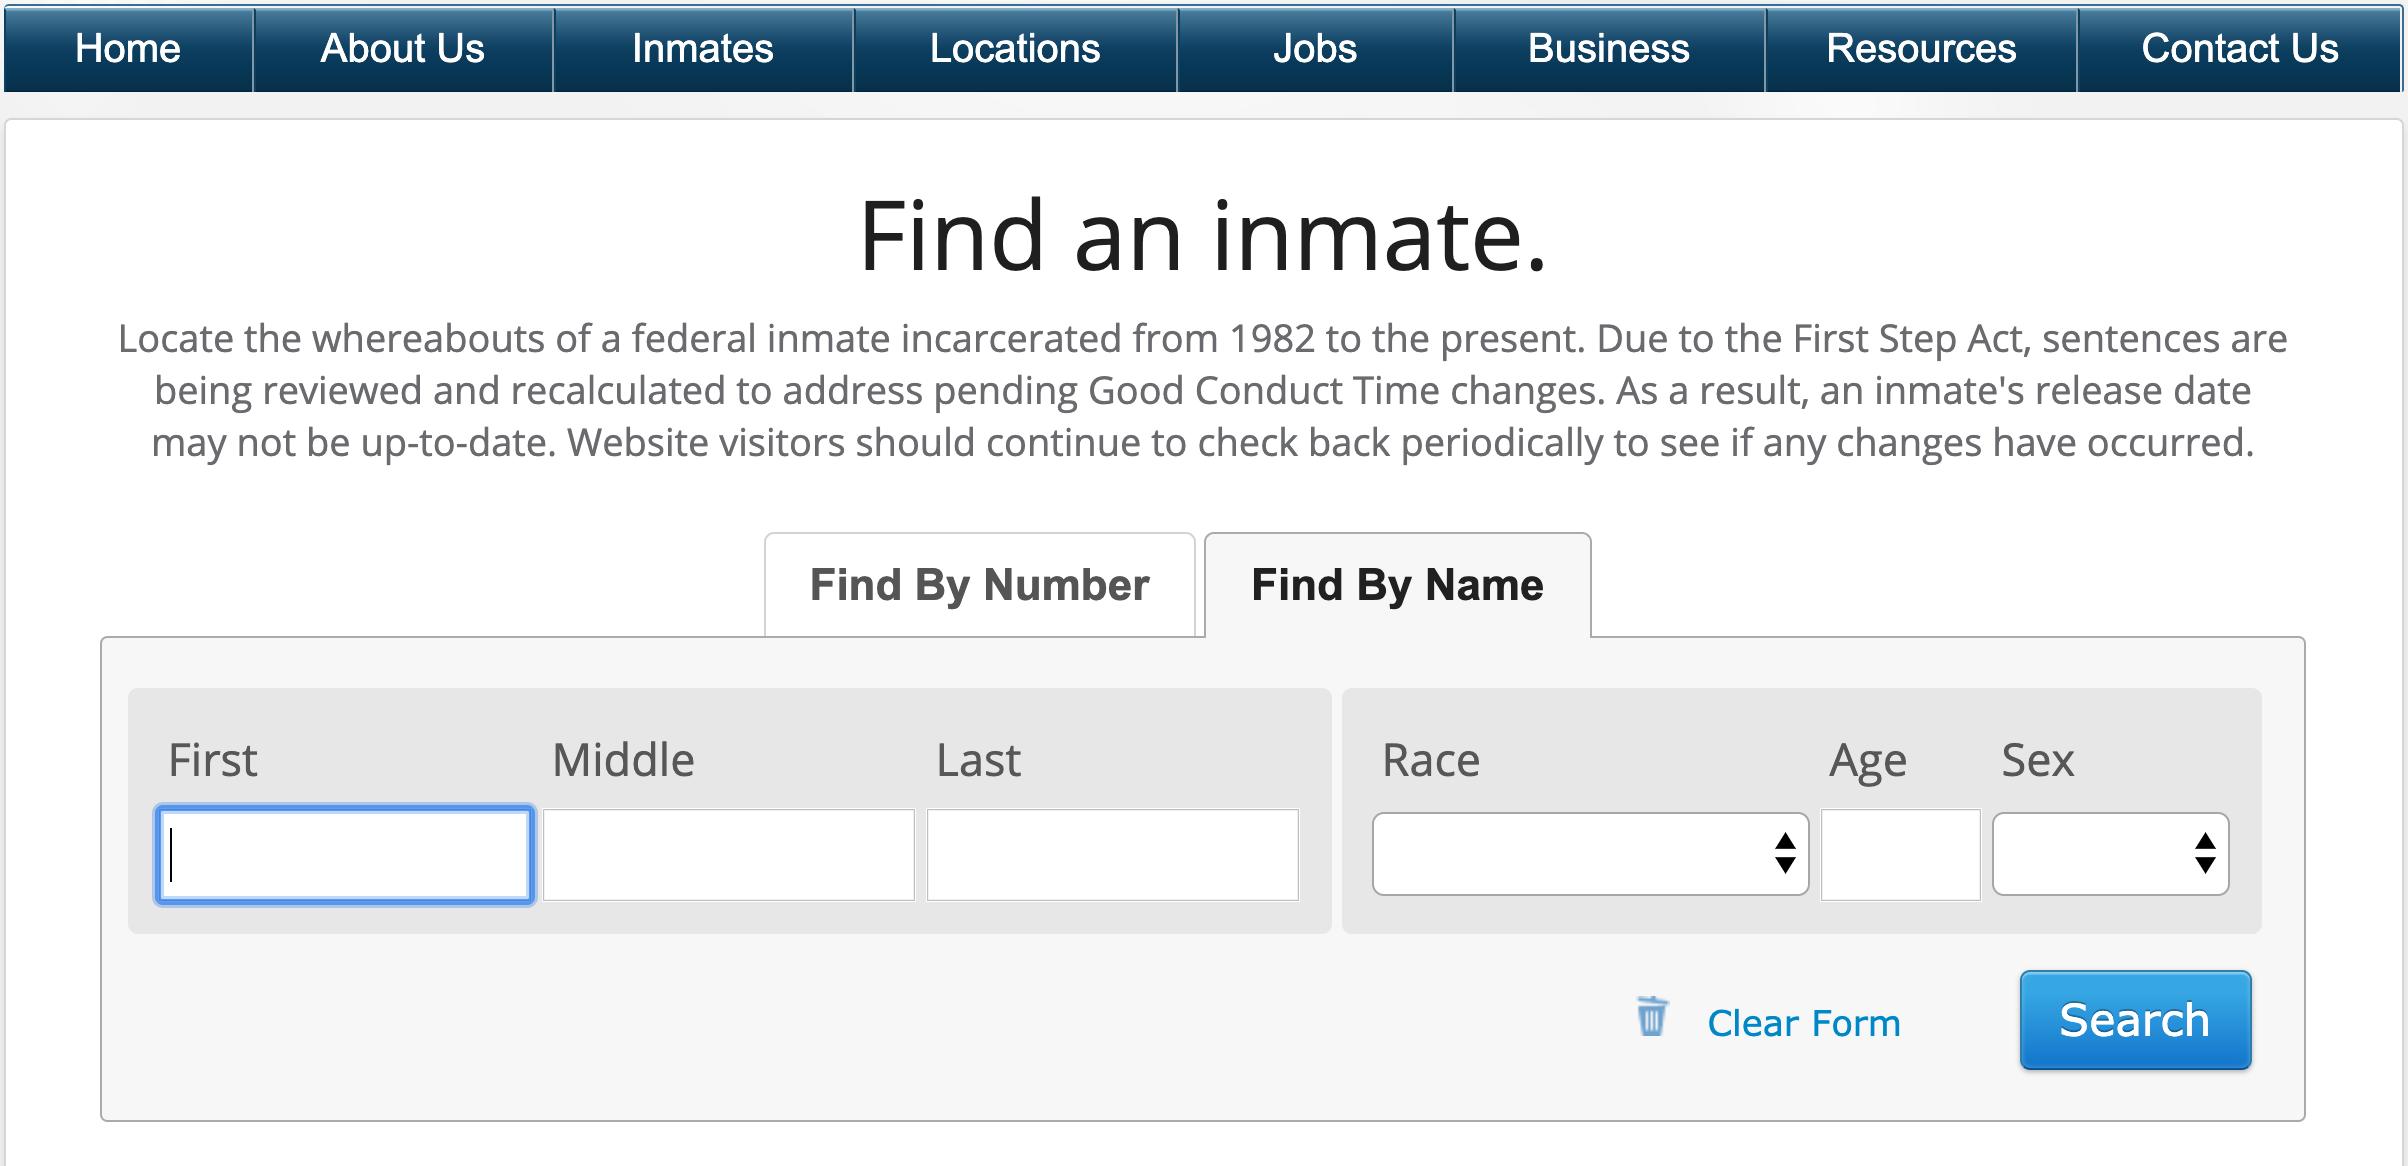 Home About Us Inmates Locations Jobs Business Resources Contact Us
Find an inmate.
Locate the whereabouts of a federal inmate incarcerated from 1982 to the present. Due to the First Step Act, sentences are
being reviewed and recalculated to address pending Good Conduct Time changes. As a result, an inmate's release date
may not be up-to-date. Website visitors should continue to check back periodically to see if any changes have occurred.
Find By Number Find By Name
First Middle Last Race Age Sex
Clear Form Search